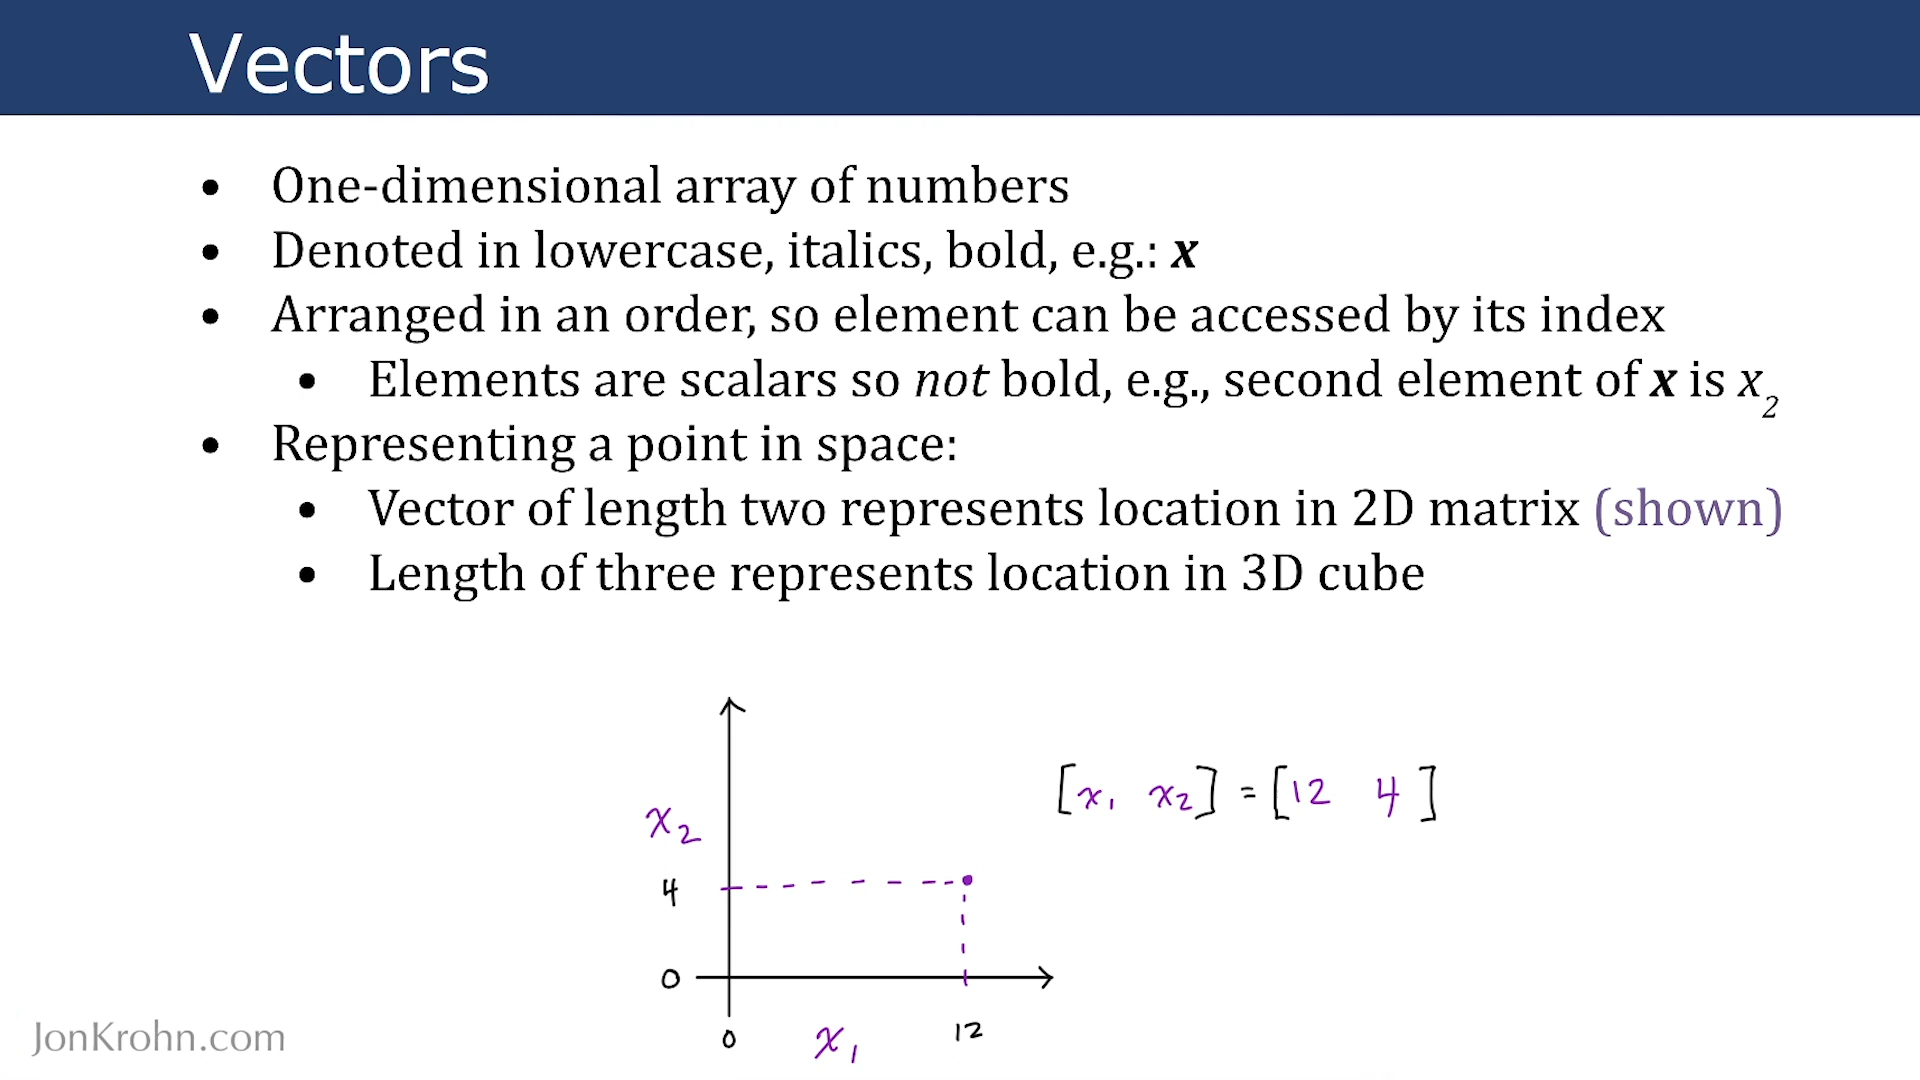 Vectors
• One-dimensional array of numbers
• Denoted in lowercase, italics, bold, e.g.: x
• Arranged in an order, so element can be accessed by its index
• Elements are scalars so not bold, e.g., second element of x is x₂
• Representing a point in space:
• Vector of length two represents location in 2D matrix (shown)
• Length of three represents location in 3D cube
[x₁ x₂] = [12 4]
x₂
4
0
0 x₁ 12
JonKrohn.com